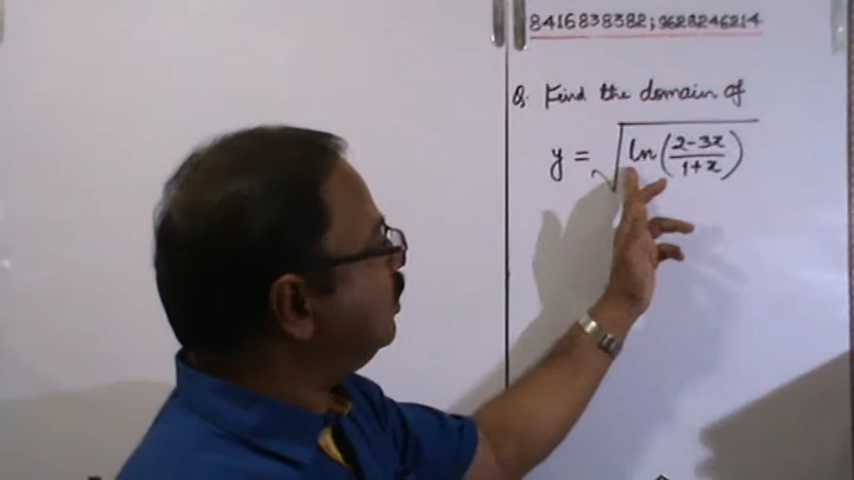 8416838382; 9628246214
Q. Find the domain of
y = √ln((2-3x)/(1+x))